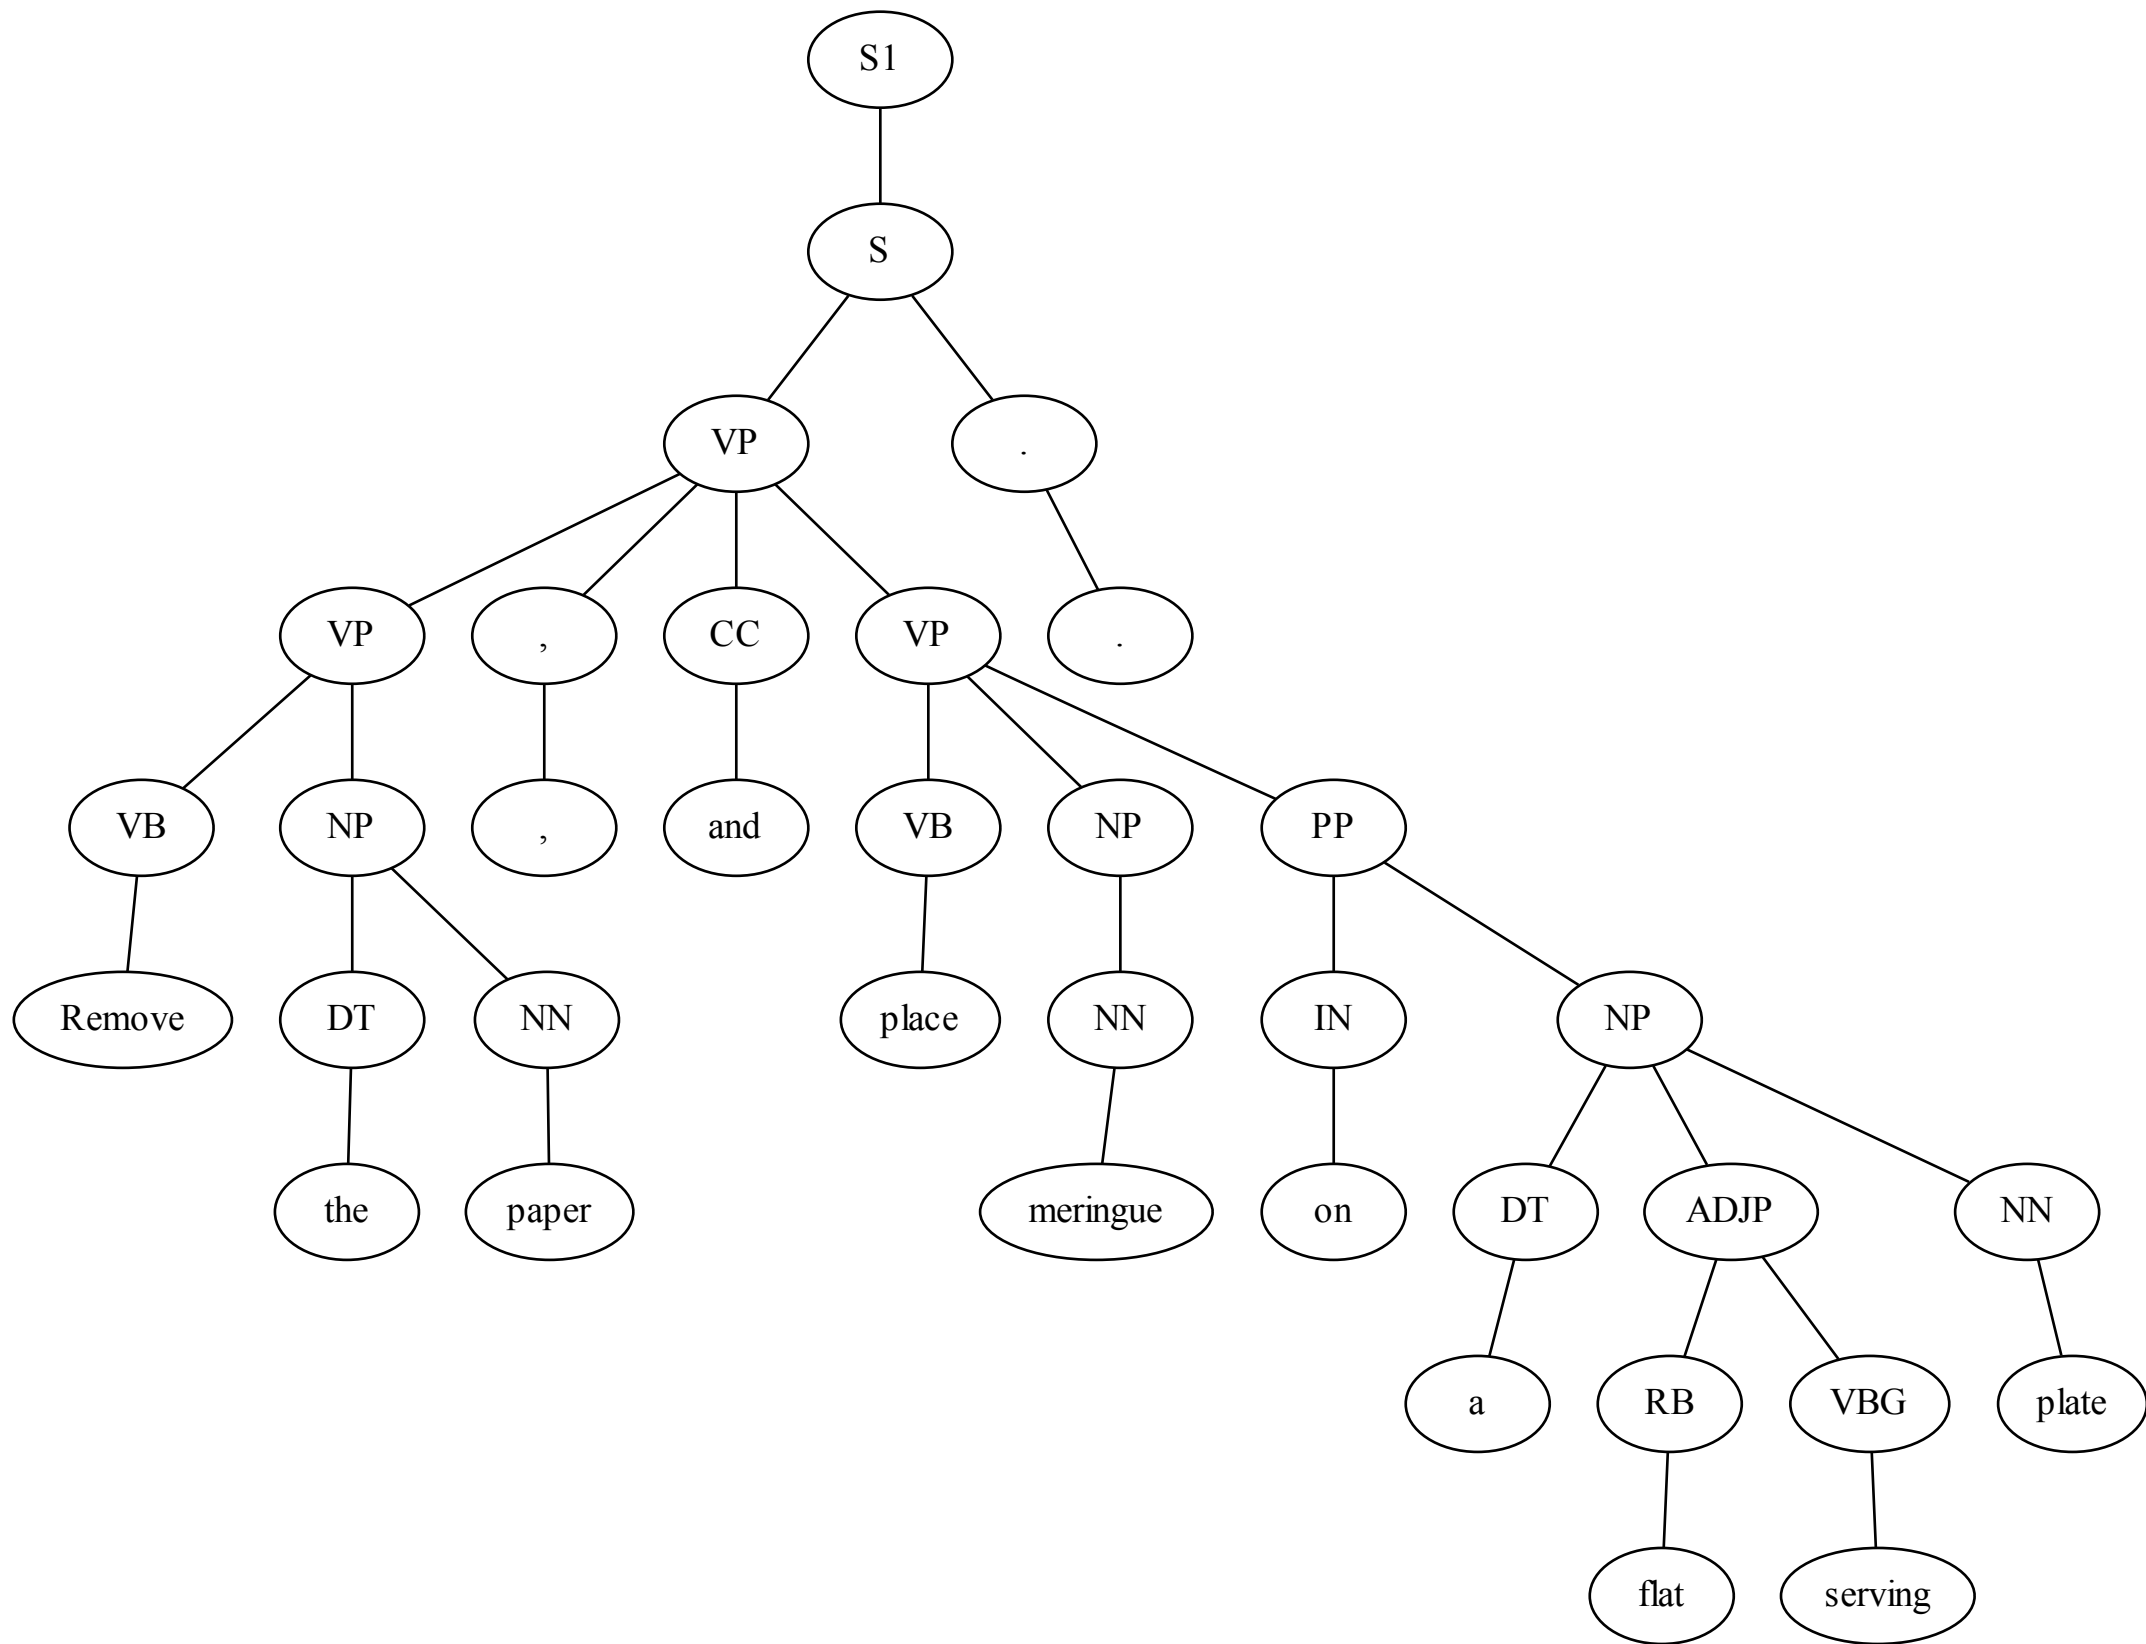 S1
S
VP .
VP , CC VP .
VB NP , and VB NP PP
Remove DT NN place NN IN NP
the paper meringue on DT ADJP NN
a RB VBG plate
flat serving